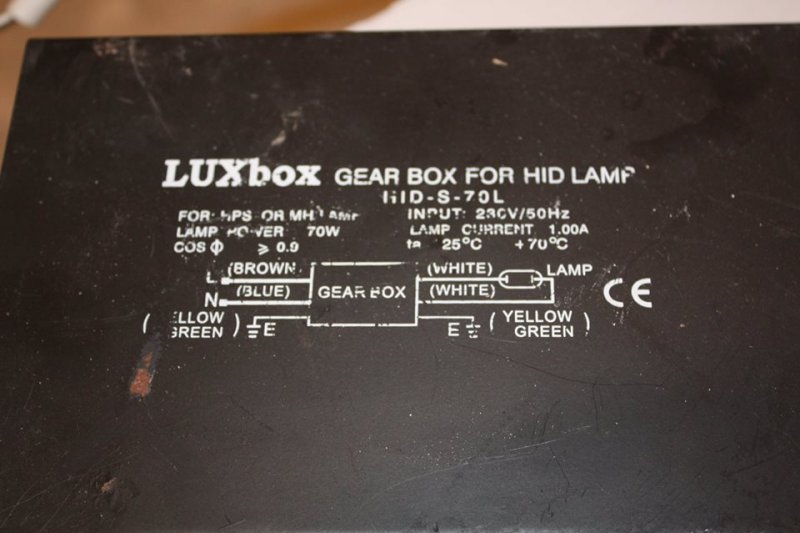 LUXbox GEAR BOX FOR HID LAMP
HID-S-70L
FOR HPS OR MH LAMP INPUT: 230V/50Hz
LAMP POWER 70W LAMP CURRENT 1.00A
COS Φ ≥ 0.9 ta 25°C +70°C
L (BROWN) (WHITE) LAMP
N (BLUE) GEAR BOX (WHITE) CE
(YELLOW GREEN) E E (YELLOW GREEN)